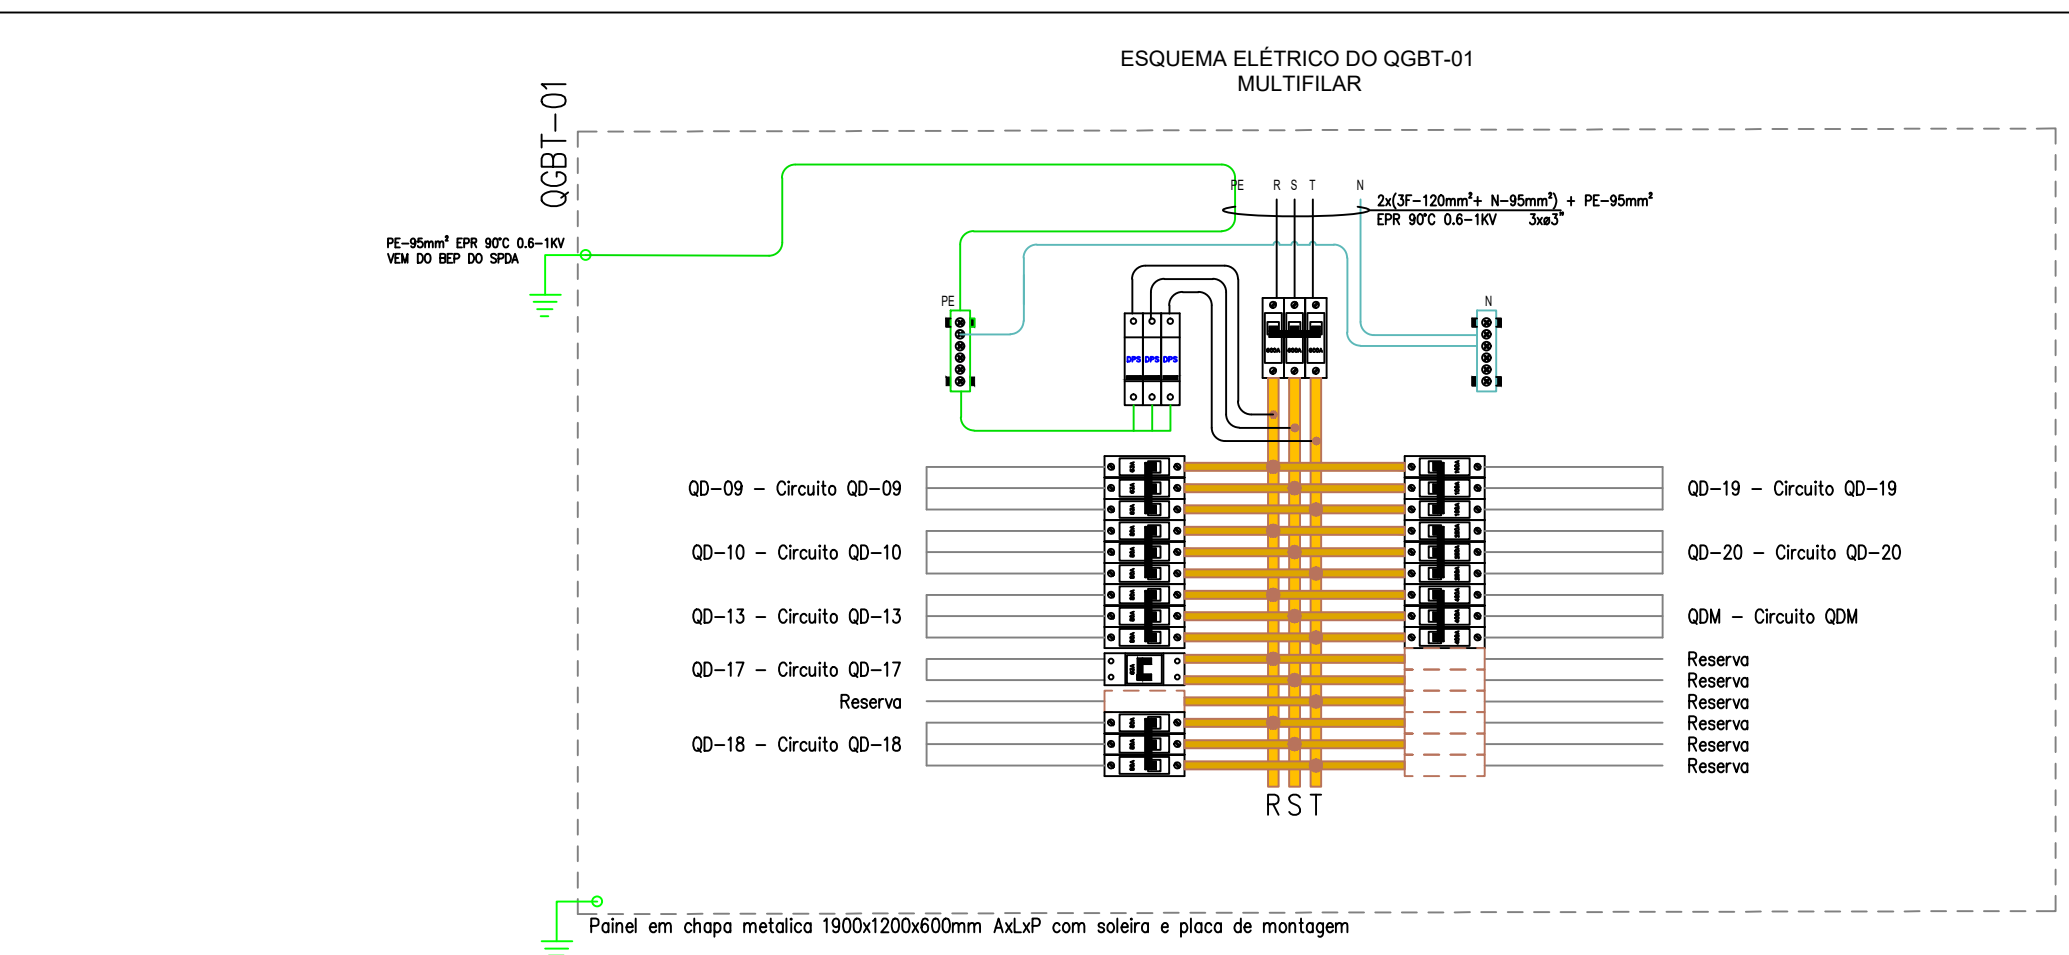 ESQUEMA ELÉTRICO DO QGBT-01
MULTIFILAR
QGBT-01
PE R S T N
2x(3F-120mm²+ N-95mm²) + PE-95mm²
EPR 90°C 0.6-1KV 3xø3"
PE-95mm² EPR 90°C 0.6-1KV
VEM DO BEP DO SPDA
PE
N
DPS DPS DPS
600A 600A 600A
QD-09 - Circuito QD-09
QD-19 - Circuito QD-19
QD-10 - Circuito QD-10
QD-20 - Circuito QD-20
QD-13 - Circuito QD-13
QDM - Circuito QDM
QD-17 - Circuito QD-17
Reserva
Reserva
Reserva
Reserva
QD-18 - Circuito QD-18
Reserva
Reserva
Reserva
R S T
Painel em chapa metalica 1900x1200x600mm AxLxP com soleira e placa de montagem